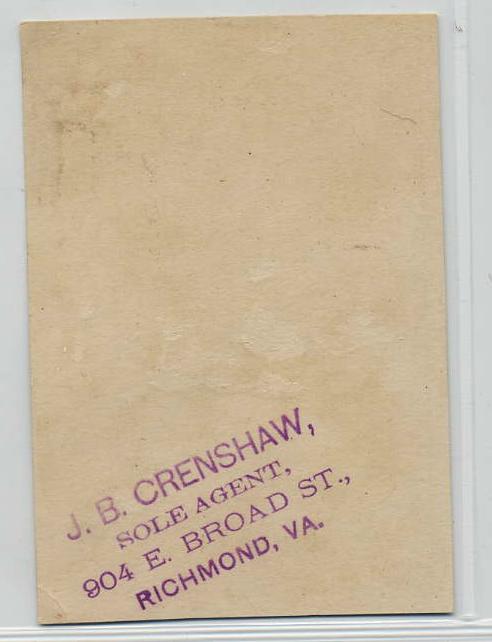 J. B. CRENSHAW,
SOLE AGENT,
904 E. BROAD ST.,
RICHMOND, VA.